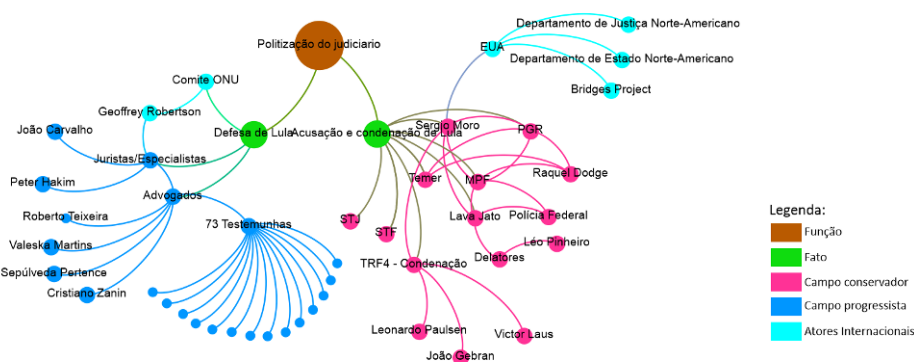 Departamento de Justiça Norte-Americano
Politização do judiciario
EUA
Departamento de Estado Norte-Americano
Comite ONU
Bridges Project
Geoffrey Robertson
João Carvalho
Defesa de Lula
Acusação e condenação de Lula
Sergio Moro
PGR
Juristas/Especialistas
Peter Hakim
Advogados
Temer
MPF
Raquel Dodge
Roberto Teixeira
73 Testemunhas
STJ
STF
Lava Jato
Polícia Federal
Valeska Martins
Léo Pinheiro
Delatores
TRF4 - Condenação
Sepúlveda Pertence
Cristiano Zanin
Leonardo Paulsen
João Gebran
Victor Laus
Legenda:
Função
Fato
Campo conservador
Campo progressista
Atores Internacionais